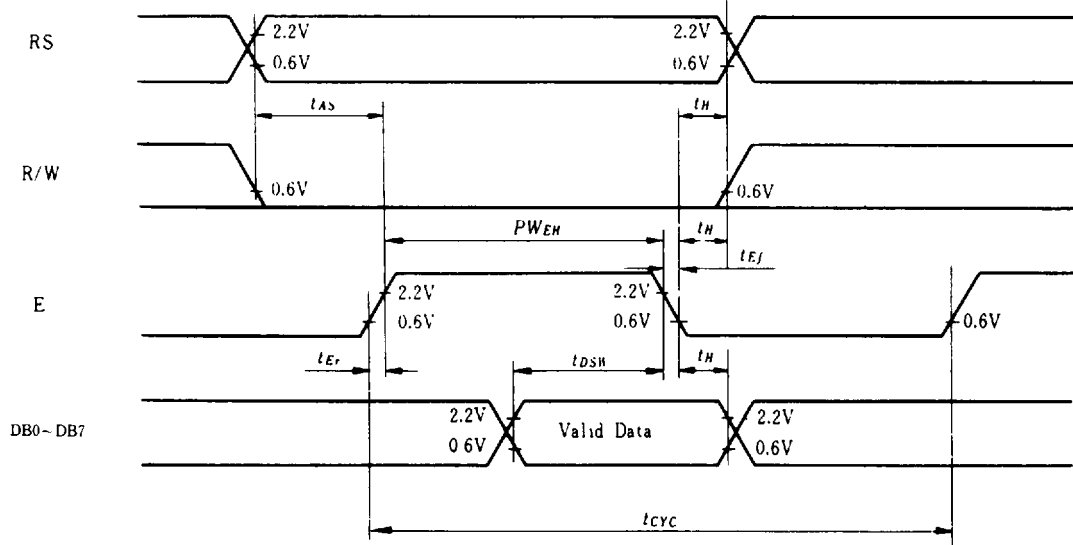 RS
2.2V
0.6V
2.2V
0.6V
tAS
tH
R/W
0.6V
0.6V
PWEH
tH
tEf
E
2.2V
0.6V
2.2V
0.6V
0.6V
tEr
tDSW
tH
DB0~DB7
2.2V
0.6V
Valid Data
2.2V
0.6V
tCYC